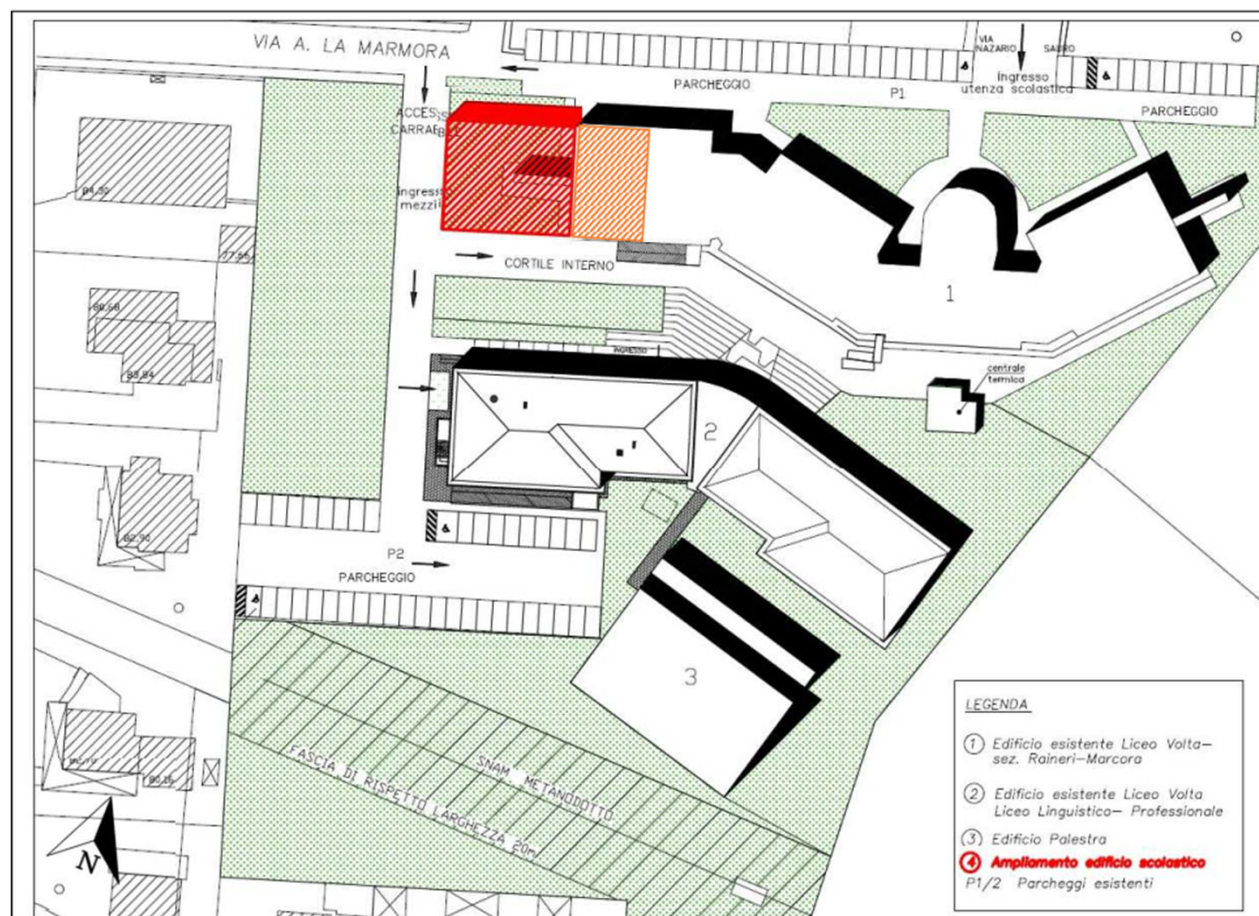 VIA A. LA MARMORA
VIA
NAZARIO SAURO
Ingresso
utenza scolastica
PARCHEGGIO
P1
PARCHEGGIO
84,30
CORTILE INTERNO
1
centrale
termica
INGRESSO
2
P2
PARCHEGGIO
3
SNAM. METANODOTTO
FASCIA DI RISPETTO LARGHEZZA 20m
N
LEGENDA
1 Edificio esistente Liceo Volta–
sez. Raineri–Marcora
2 Edificio esistente Liceo Volta
Liceo Linguistico– Professionale
3 Edificio Palestra
4 Ampliamento edificio scolastico
P1/2 Parcheggi esistenti